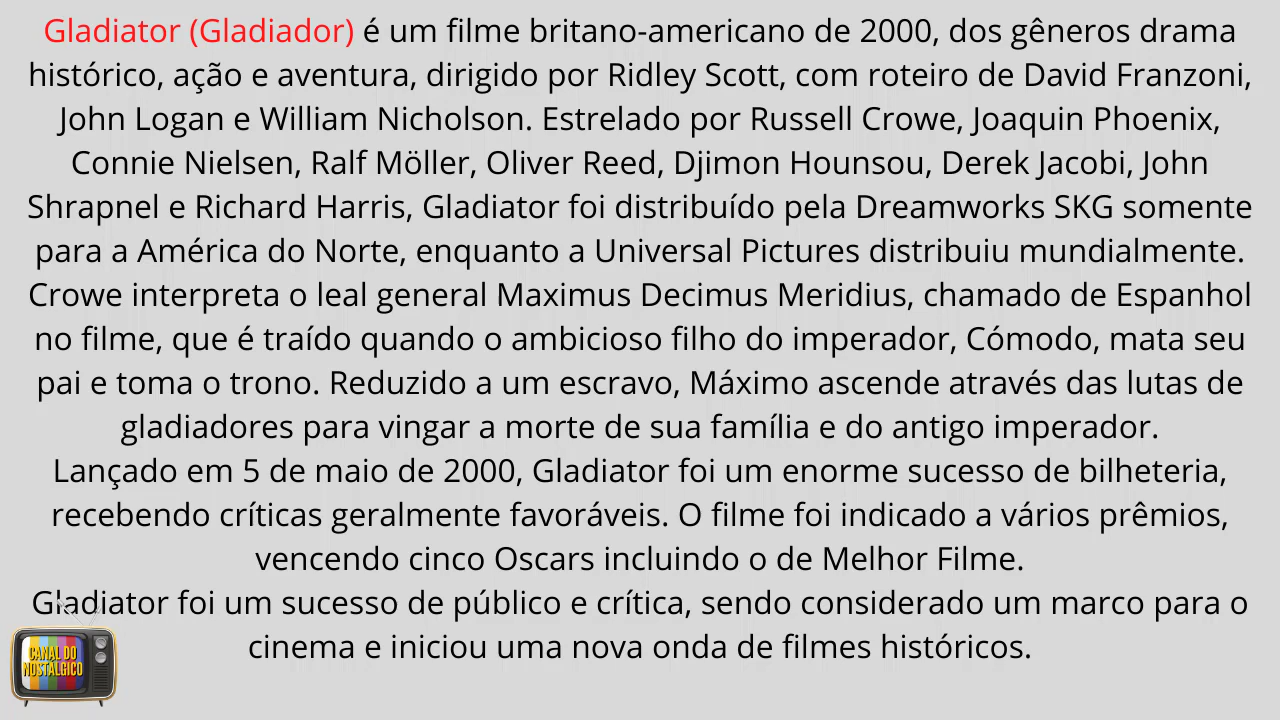 Gladiator (Gladiador) é um filme britano-americano de 2000, dos gêneros drama
histórico, ação e aventura, dirigido por Ridley Scott, com roteiro de David Franzoni,
John Logan e William Nicholson. Estrelado por Russell Crowe, Joaquin Phoenix,
Connie Nielsen, Ralf Möller, Oliver Reed, Djimon Hounsou, Derek Jacobi, John
Shrapnel e Richard Harris, Gladiator foi distribuído pela Dreamworks SKG somente
para a América do Norte, enquanto a Universal Pictures distribuiu mundialmente.
Crowe interpreta o leal general Maximus Decimus Meridius, chamado de Espanhol
no filme, que é traído quando o ambicioso filho do imperador, Cómodo, mata seu
pai e toma o trono. Reduzido a um escravo, Máximo ascende através das lutas de
gladiadores para vingar a morte de sua família e do antigo imperador.
Lançado em 5 de maio de 2000, Gladiator foi um enorme sucesso de bilheteria,
recebendo críticas geralmente favoráveis. O filme foi indicado a vários prêmios,
vencendo cinco Oscars incluindo o de Melhor Filme.
Gladiator foi um sucesso de público e crítica, sendo considerado um marco para o
cinema e iniciou uma nova onda de filmes históricos.
CANAL DO
NOSTÁLGICO